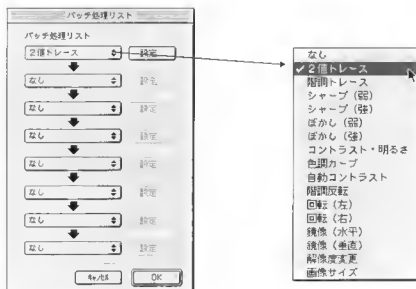 バッチ処理リスト
バッチ処理リスト
2値トレース
設定
なし
設定
なし
設定
なし
設定
なし
設定
なし
設定
なし
設定
なし
設定
キャンセル
OK
なし
2値トレース
階調トレース
シャープ（弱）
シャープ（強）
ぼかし（弱）
ぼかし（強）
コントラスト・明るさ
色調カーブ
自動コントラスト
階調反転
回転（左）
回転（右）
鏡像（水平）
鏡像（垂直）
解像度変更
画像サイズ